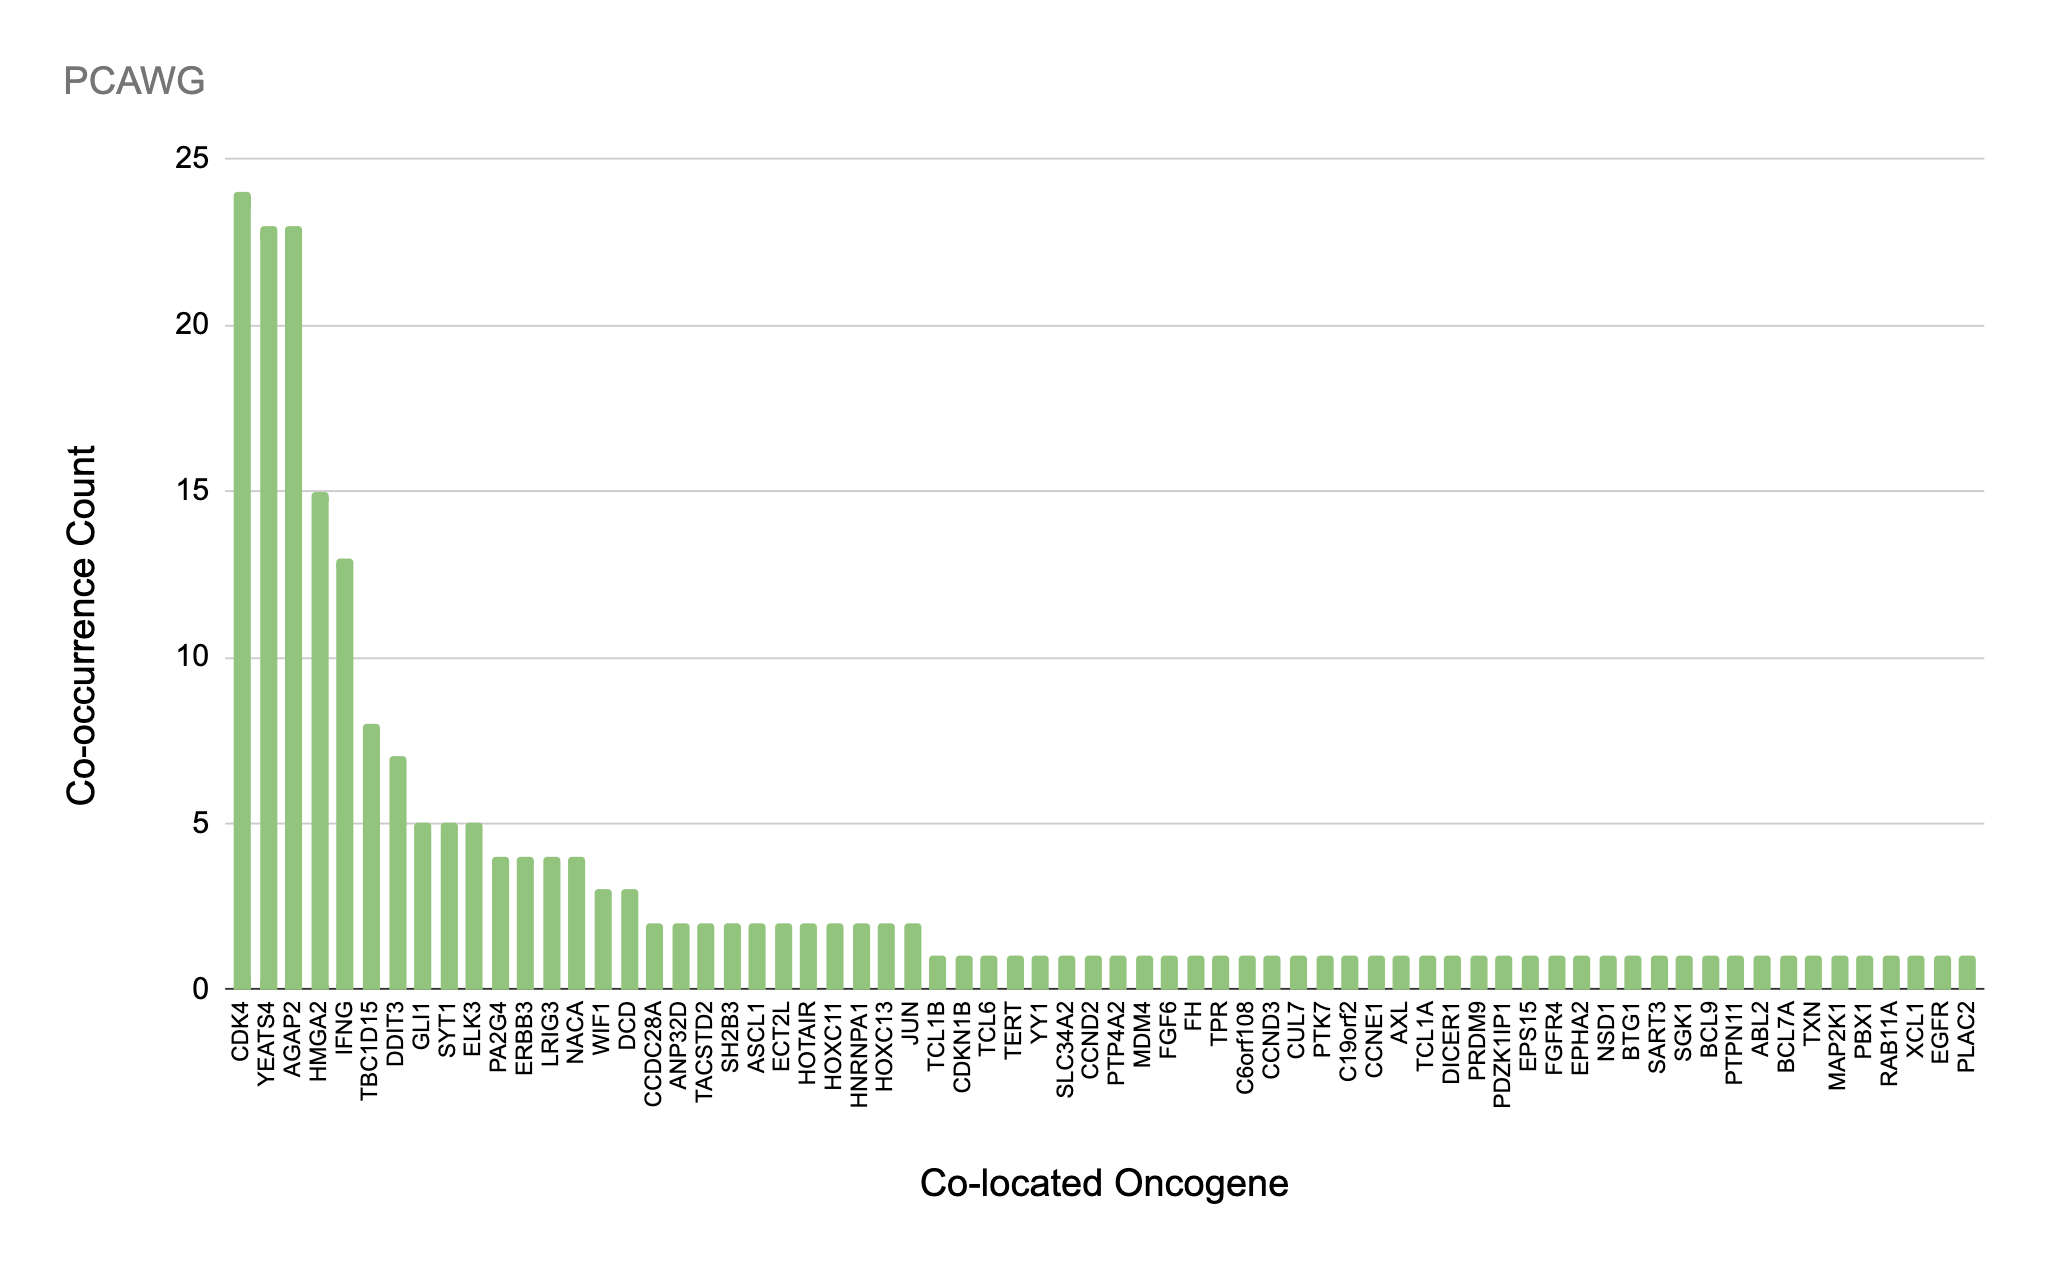 PCAWG
25
20
15
10
5
0
Co-occurrence Count
CDK4
YEATS4
AGAP2
HMGA2
IFNG
TBC1D15
DDIT3
GLI1
SYT1
ELK3
PA2G4
ERBB3
LRIG3
NACA
WIF1
DCD
CCDC28A
ANP32D
TACSTD2
SH2B3
ASCL1
ECT2L
HOTAIR
HOXC11
HNRNPA1
HOXC13
JUN
TCL1B
CDKN1B
TCL6
TERT
YY1
SLC34A2
CCND2
PTP4A2
MDM4
FGF6
FH
TPR
C6orf108
CCND3
CUL7
PTK7
C19orf2
CCNE1
AXL
TCL1A
DICER1
PRDM9
PDZK1IP1
EPS15
FGFR4
EPHA2
NSD1
BTG1
SART3
SGK1
BCL9
PTPN11
ABL2
BCL7A
TXN
MAP2K1
PBX1
RAB11A
XCL1
EGFR
PLAC2
Co-located Oncogene